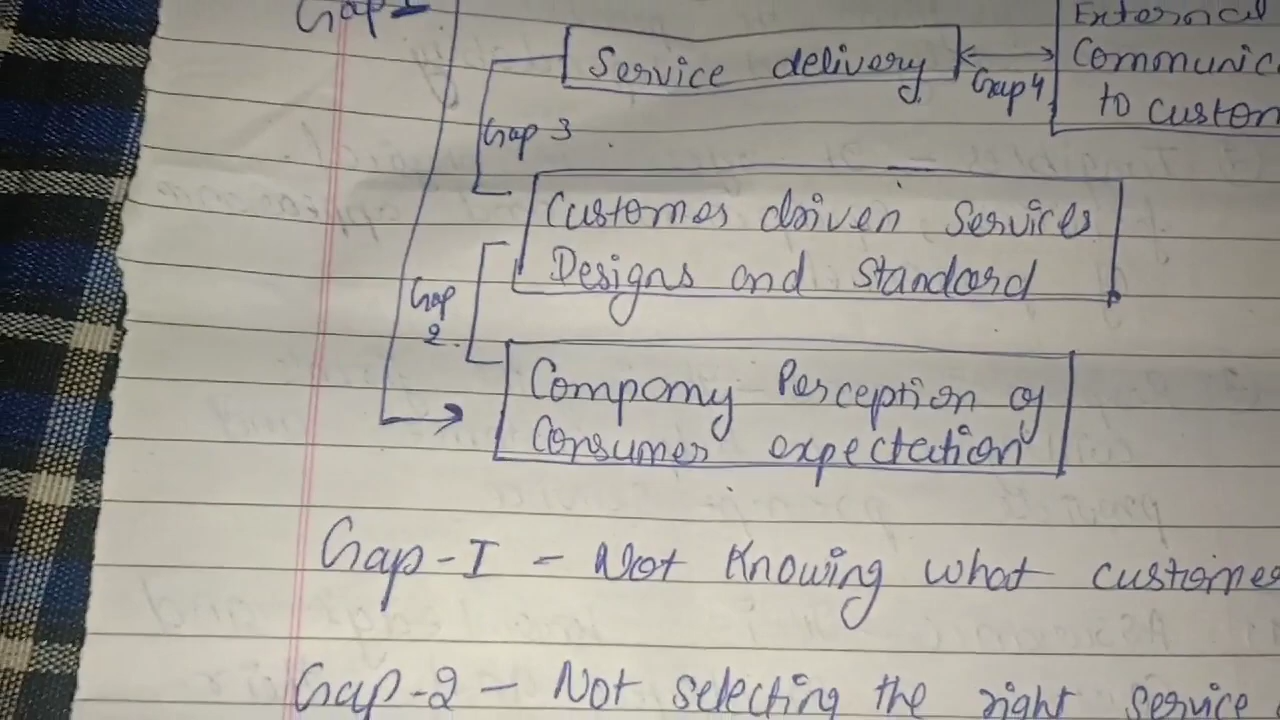 Gap-I
External
Service delivery
Communic
Gap 4
to custom
Gap 3
Customer driven Services
Designs and Standard
Gap
2.
Company Perception of
Consumer expectation
Gap-I - Not Knowing what customer
Gap-2 - Not selecting the right service